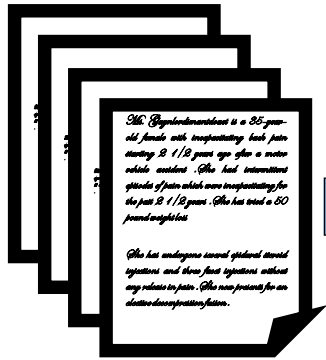 Ms. Gaynlordsmantdeact is a 35-year-
old female with incapacitating back pain
starting 2 1/2 years ago after a motor
vehicle accident .She had intermittent
episodes of pain which were incapacitating for
the past 2 1/2 years .She has tried a 50
pound weight loss
She has undergone several epidural steroid
injections and three facet injections without
any release in pain . She now presents for an
elective decompression fusion .